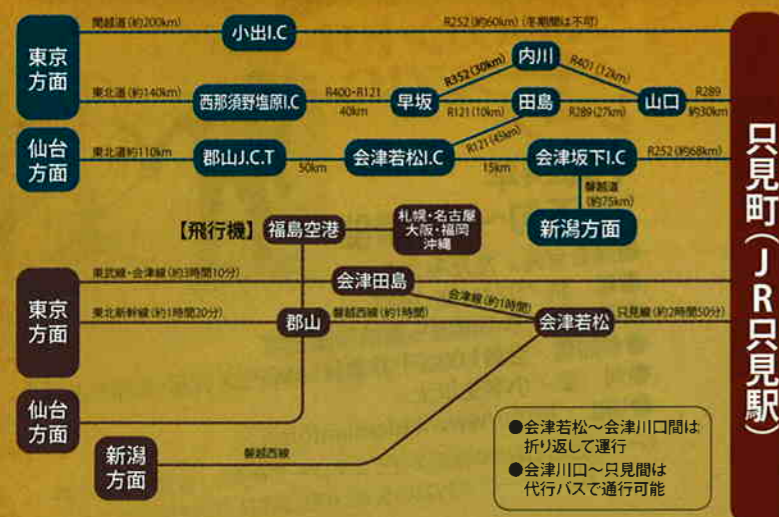 東京
方面
関越道(約200km)
小出I.C
R252(約60km)(冬期間は不可)
東北道(約140km)
西那須野塩原I.C
R400・R121
40km
早坂
R352(30km)
内川
R401(12km)
R121(10km)
田島
R289(27km)
山口
R289
約30km
仙台
方面
東北道約110km
郡山J.C.T
50km
会津若松I.C
R121(45km)
15km
会津坂下I.C
R252(約68km)
磐越道
(約75km)
新潟方面
【飛行機】
福島空港
札幌・名古屋
大阪・福岡
沖縄
東京
方面
東武線・会津線(約3時間10分)
会津田島
会津線(約1時間)
東北新幹線(約1時間20分)
郡山
磐越西線(約1時間)
会津若松
只見線(約2時間50分)
仙台
方面
新潟
方面
磐越西線
●会津若松～会津川口間は
折り返して運行
●会津川口～只見間は
代行バスで通行可能
只見町(JR只見駅)